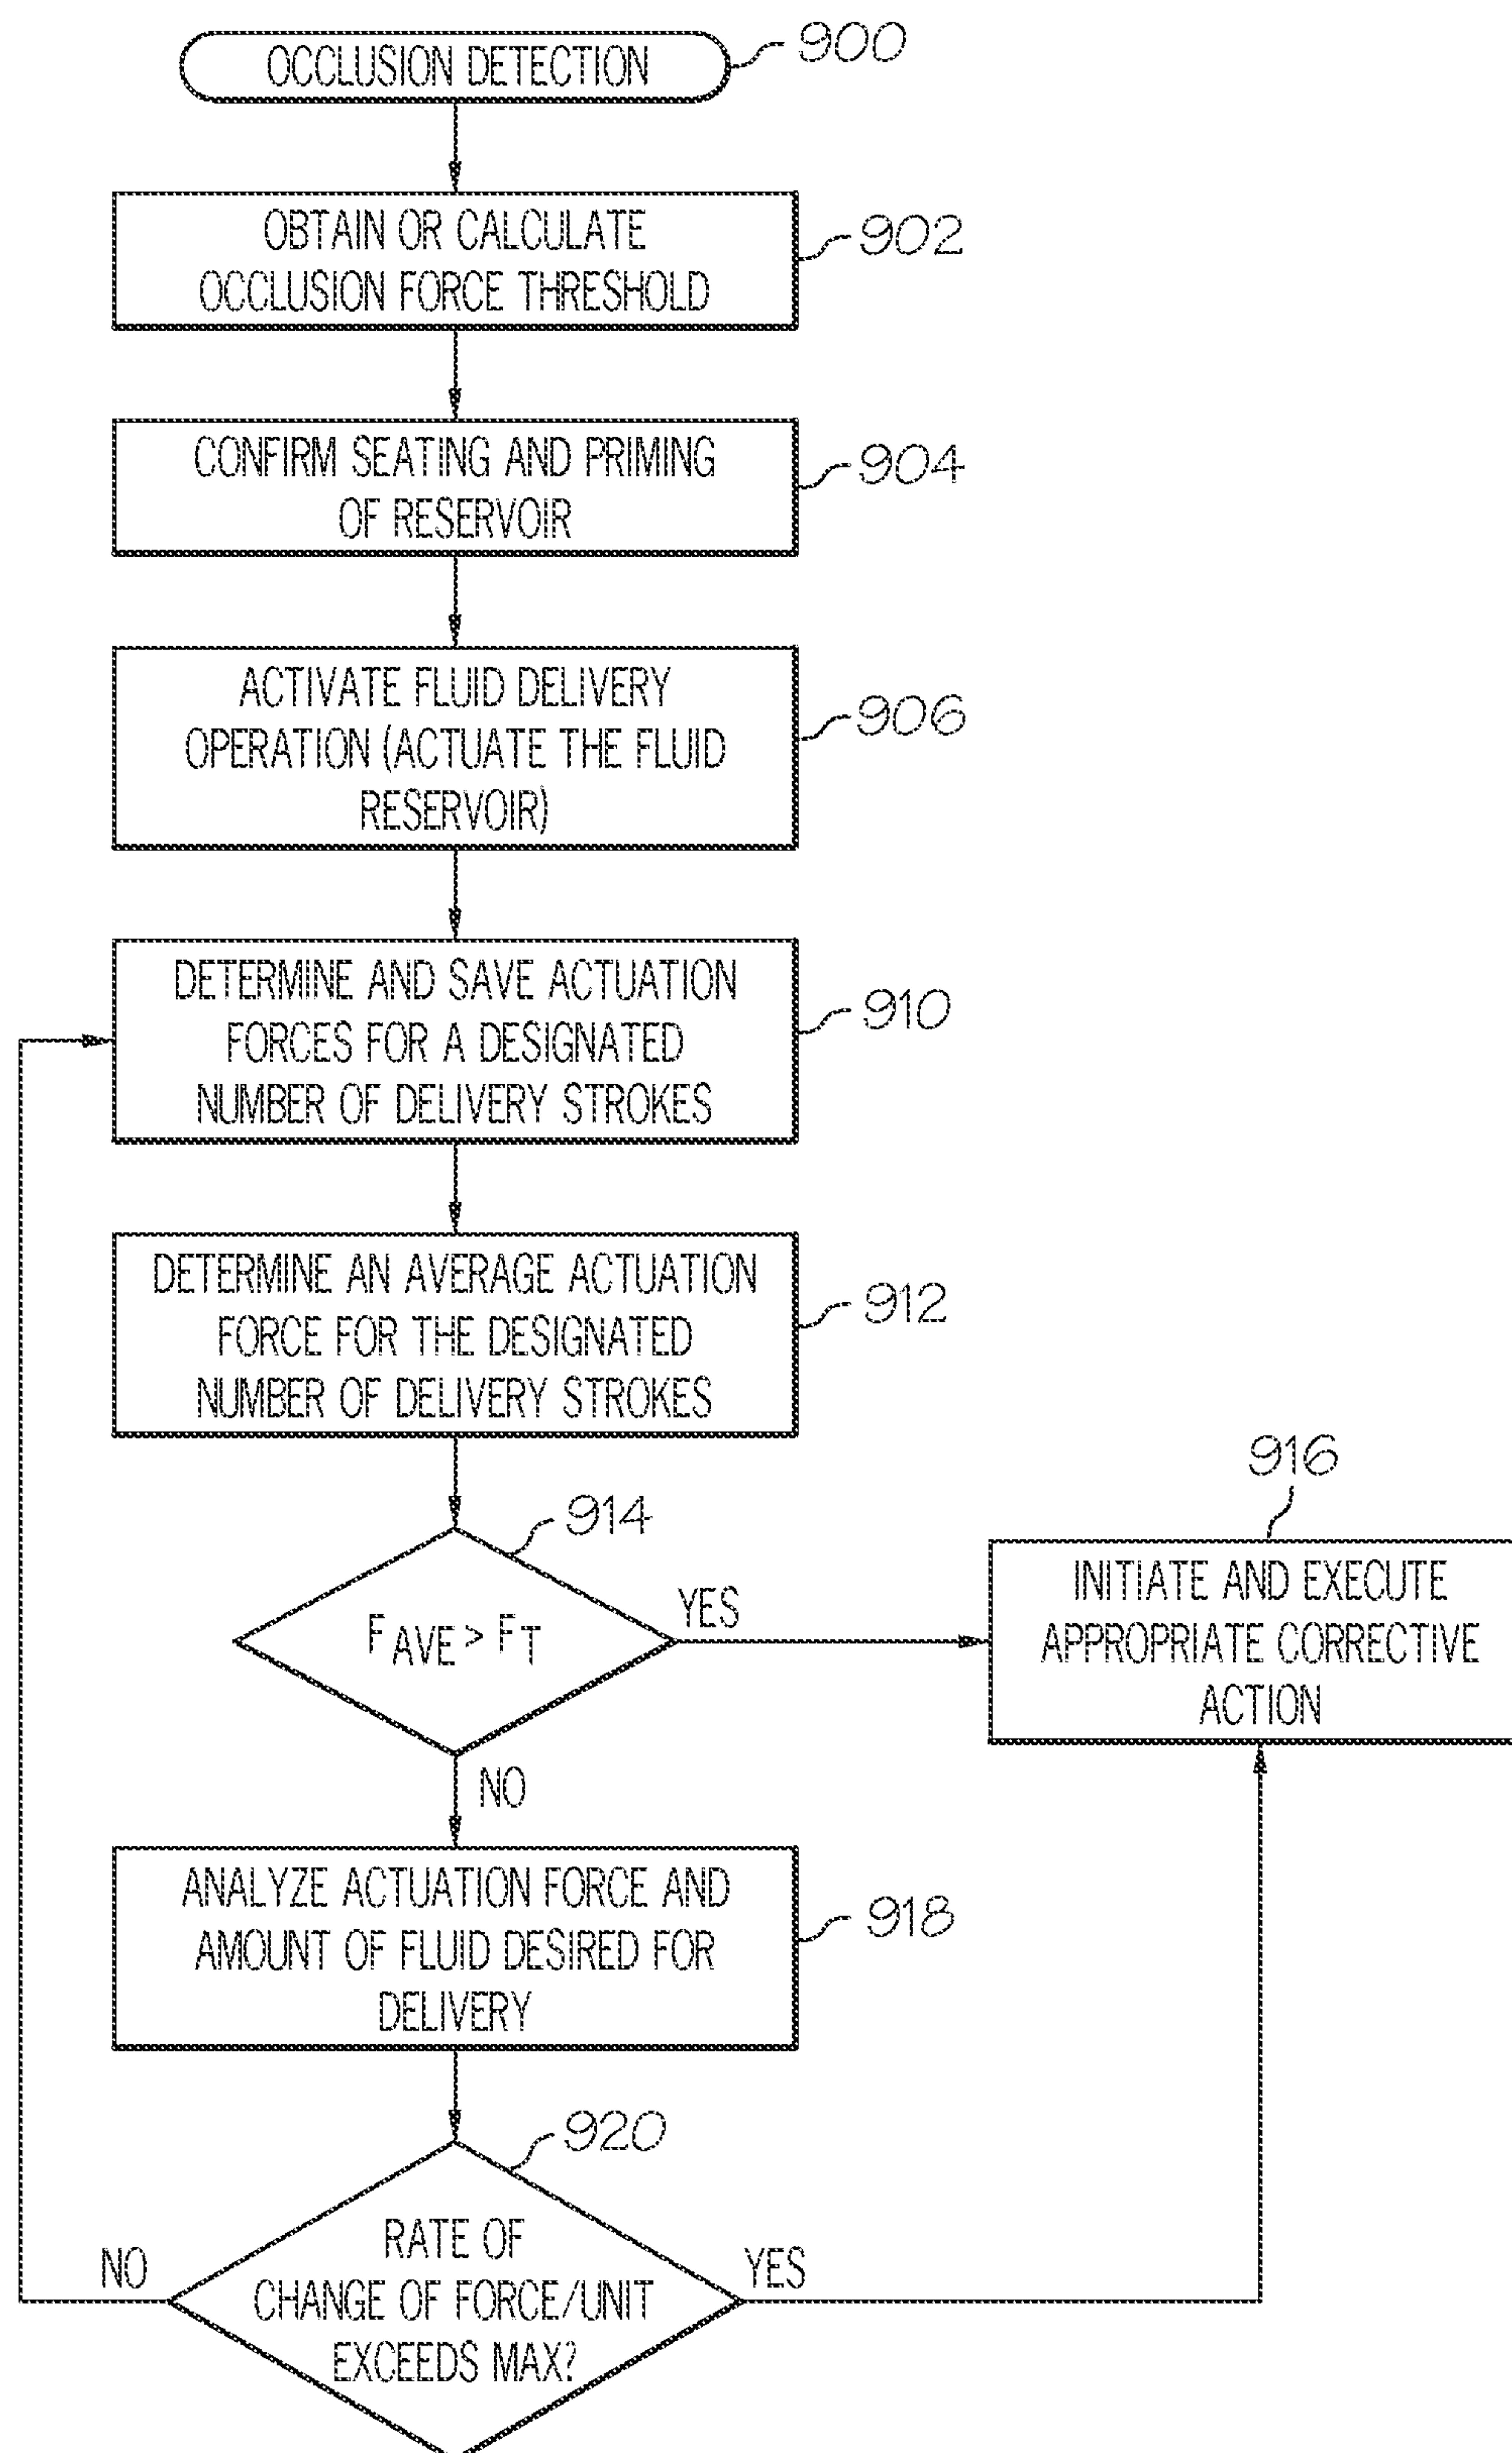 OCCLUSION DETECTION
900
OBTAIN OR CALCULATE
OCCLUSION FORCE THRESHOLD
902
CONFIRM SEATING AND PRIMING
OF RESERVOIR
904
ACTIVATE FLUID DELIVERY
OPERATION (ACTUATE THE FLUID
RESERVOIR)
906
DETERMINE AND SAVE ACTUATION
FORCES FOR A DESIGNATED
NUMBER OF DELIVERY STROKES
910
DETERMINE AN AVERAGE ACTUATION
FORCE FOR THE DESIGNATED
NUMBER OF DELIVERY STROKES
912
914
F AVE > F T
YES
NO
916
INITIATE AND EXECUTE
APPROPRIATE CORRECTIVE
ACTION
ANALYZE ACTUATION FORCE AND
AMOUNT OF FLUID DESIRED FOR
DELIVERY
918
920
RATE OF
CHANGE OF FORCE/UNIT
EXCEEDS MAX?
NO
YES